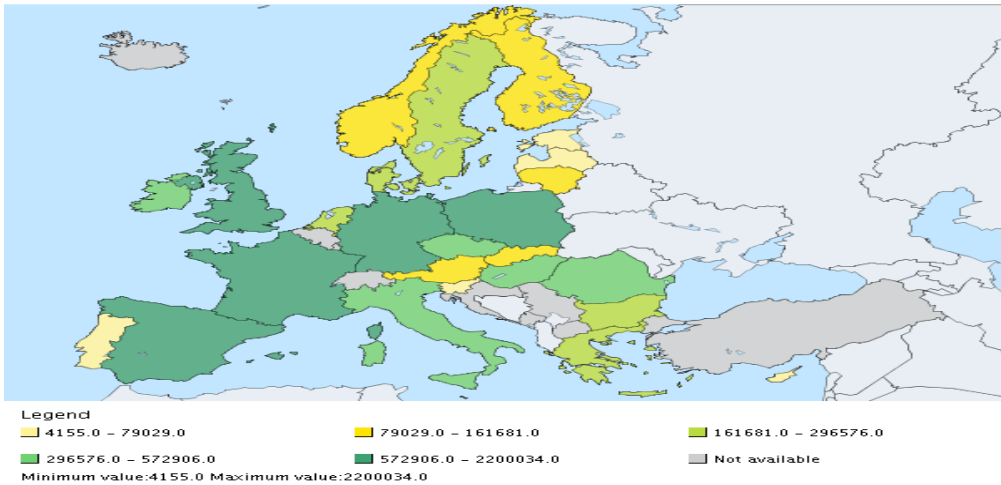 Legend
4155.0 - 79029.0 79029.0 - 161681.0 161681.0 - 296576.0
296576.0 - 572906.0 572906.0 - 2200034.0 Not available
Minimum value:4155.0 Maximum value:2200034.0